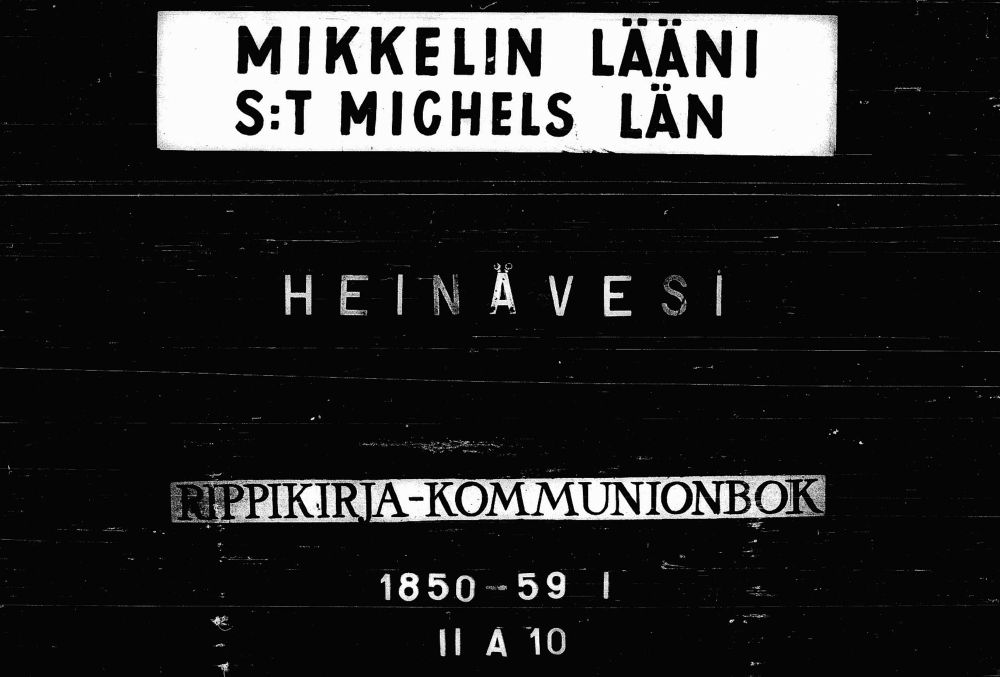 MIKKELIN LÄÄNI
S:T MICHELS LÄN
HEINÄVESI
RIPPIKIRJA-KOMMUNIONBOK
1850-59 I
II A 10